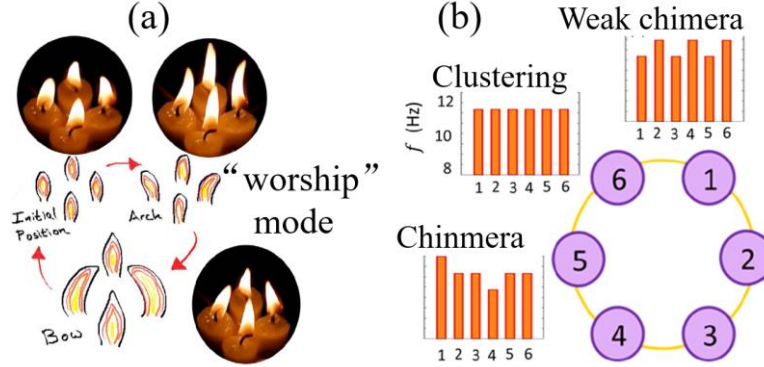 (a)
“worship”
mode
Initial
Position
Arch
Bow
(b)
Weak chimera
1 2 3 4 5 6
Clustering
f (Hz)
12
10
8
1 2 3 4 5 6
Chinmera
1 2 3 4 5 6
6
1
5
2
4
3